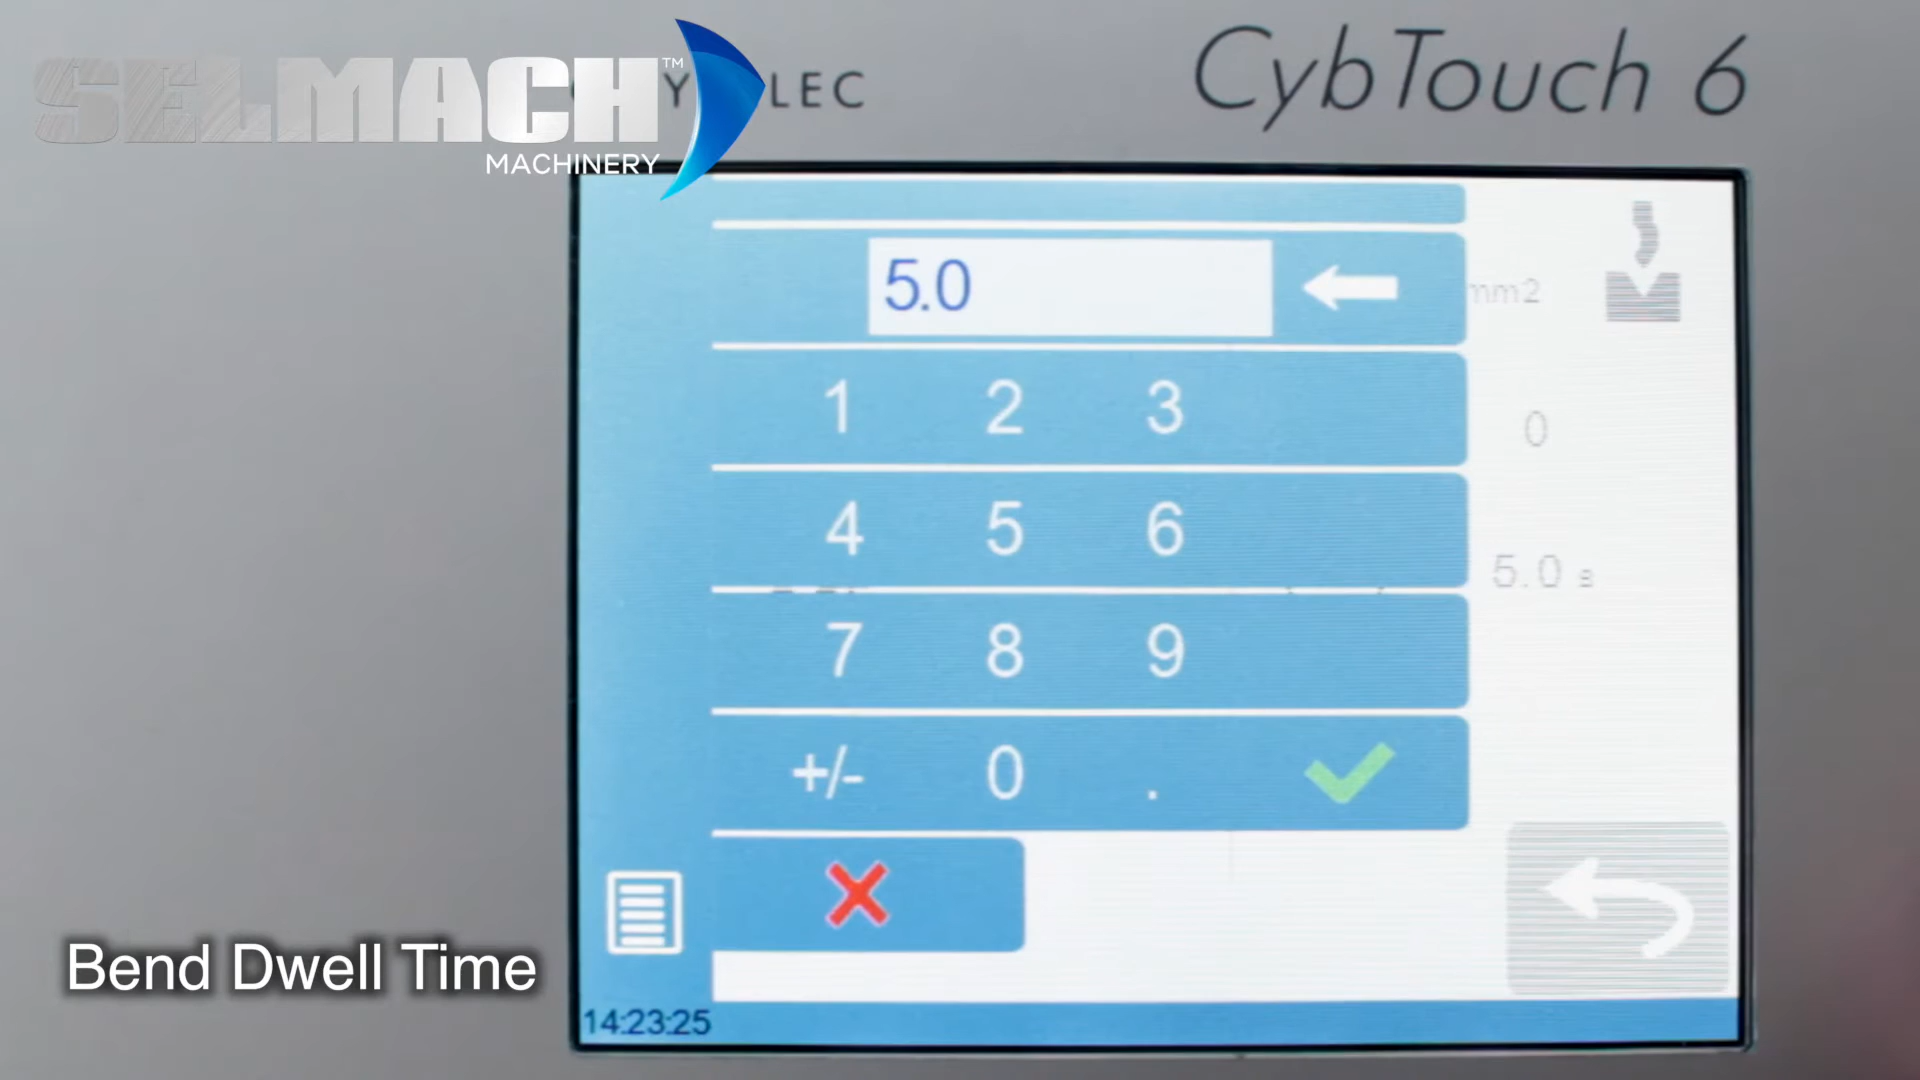 SELMACH™
MACHINERY
LEC
CybTouch 6
5.0
mm2
1 2 3
0
4 5 6
5.0 s
7 8 9
+/- 0 .
Bend Dwell Time
14:23:25